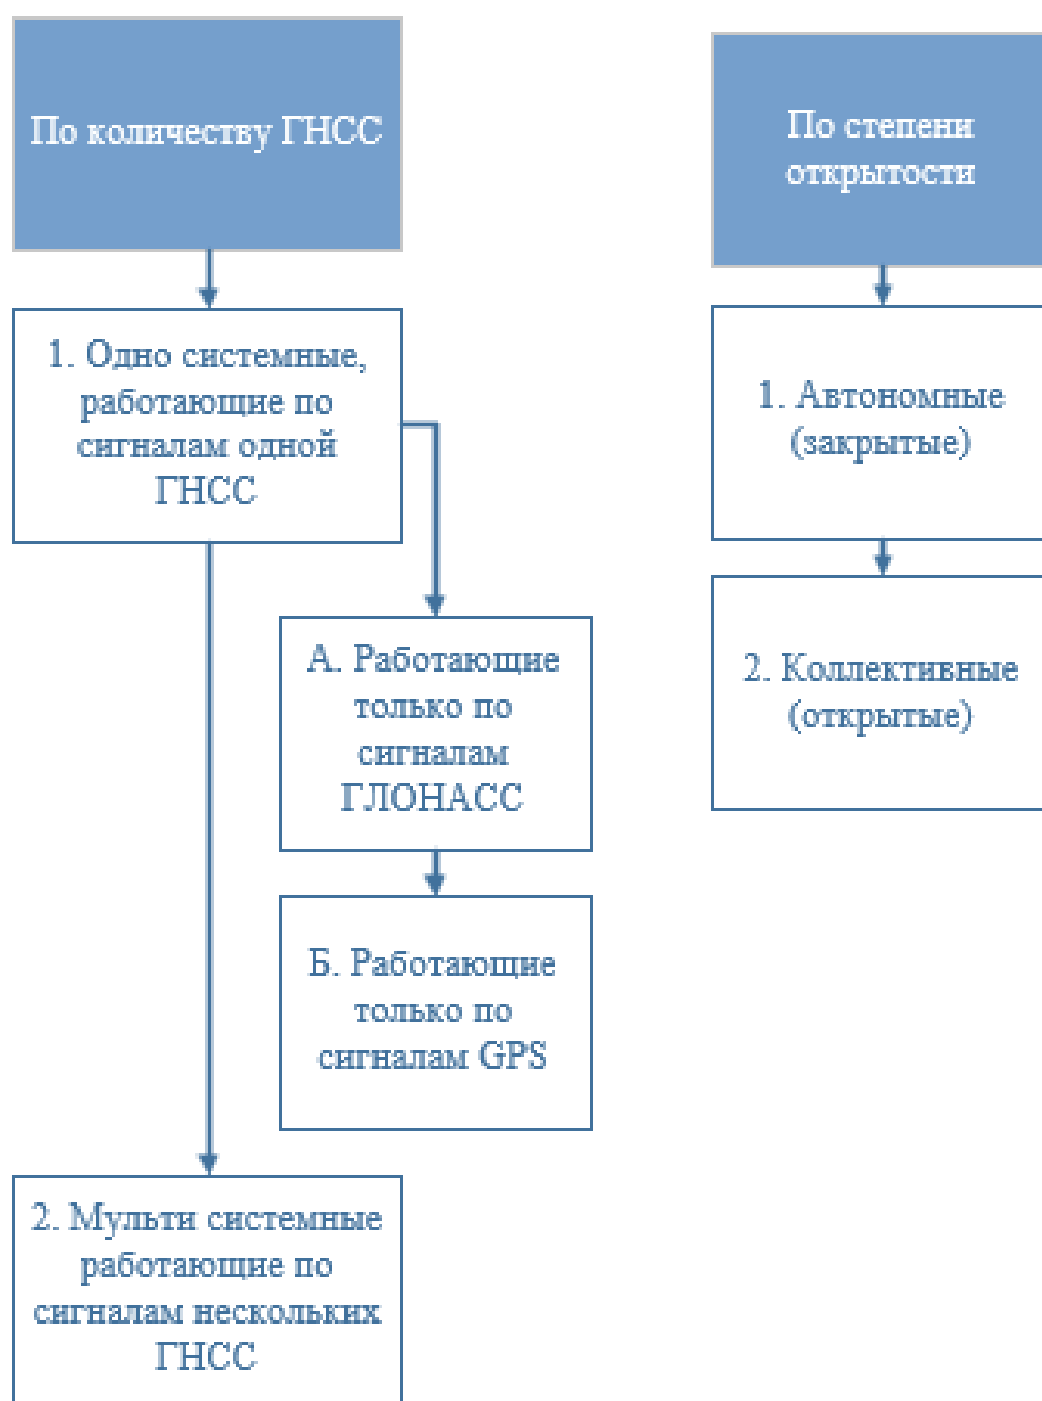 По количеству ГНСС
1. Одно системные,
работающие по
сигналам одной
ГНСС
А. Работающие
только по
сигналам
ГЛОНАСС
Б. Работающие
только по
сигналам GPS
2. Мульти системные
работающие по
сигналам нескольких
ГНСС
По степени
открытости
1. Автономные
(закрытые)
2. Коллективные
(открытые)